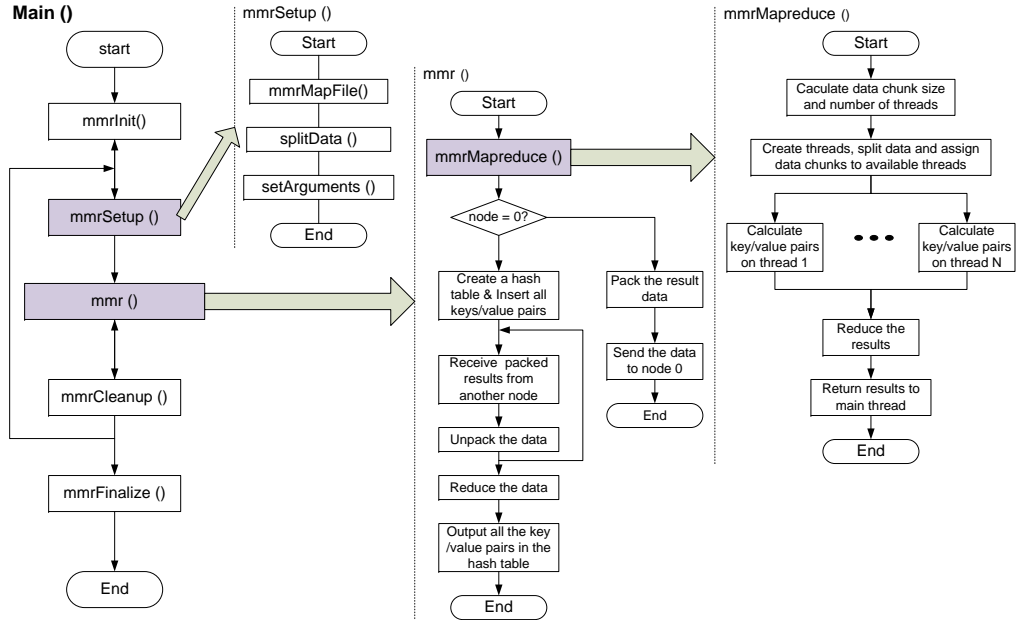 Main ()
start
mmrInit()
mmrSetup ()
mmr ()
mmrCleanup ()
mmrFinalize ()
End
mmrSetup ()
Start
mmrMapFile()
splitData ()
setArguments ()
End
mmr ()
Start
mmrMapreduce ()
node = 0?
Create a hash
table & Insert all
keys/value pairs
Receive packed
results from
another node
Unpack the data
Reduce the data
Output all the key
/value pairs in the
hash table
End
Pack the result
data
Send the data
to node 0
End
mmrMapreduce ()
Start
Caculate data chunk size
and number of threads
Create threads, split data and assign
data chunks to available threads
Calculate
key/value pairs
on thread 1
Calculate
key/value pairs
on thread N
Reduce the
results
Return results to
main thread
End